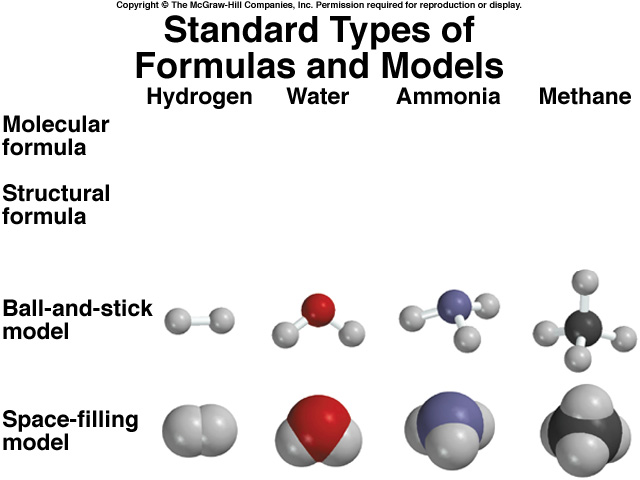 Copyright © The McGraw-Hill Companies, Inc. Permission required for reproduction or display.
Standard Types of
Formulas and Models
Hydrogen Water Ammonia Methane
Molecular
formula
Structural
formula
Ball-and-stick
model
Space-filling
model